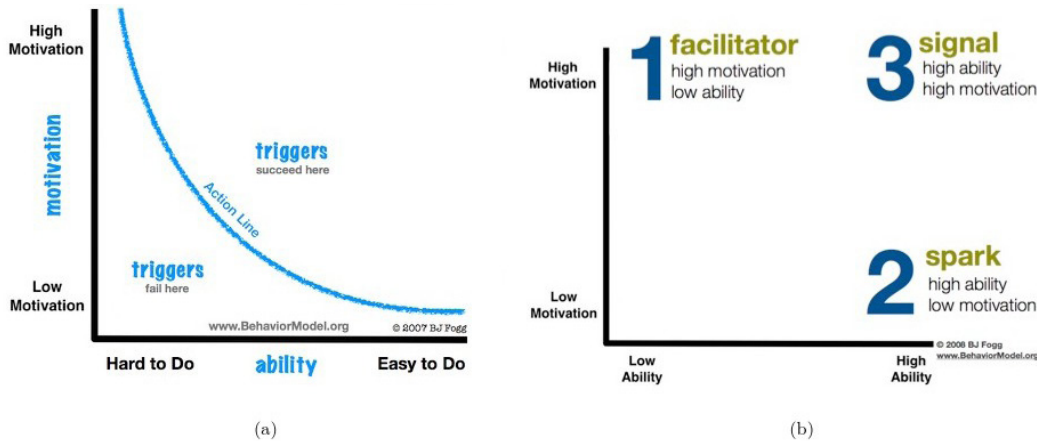 High
Motivation
motivation
triggers
succeed here
Action Line
triggers
fail here
Low
Motivation
www.BehaviorModel.org
© 2007 BJ Fogg
Hard to Do
ability
Easy to Do
(a)
1 facilitator
high motivation
low ability
3 signal
high ability
high motivation
High
Motivation
2 spark
high ability
low motivation
Low
Motivation
© 2008 BJ Fogg
www.BehaviorModel.org
Low
Ability
High
Ability
(b)